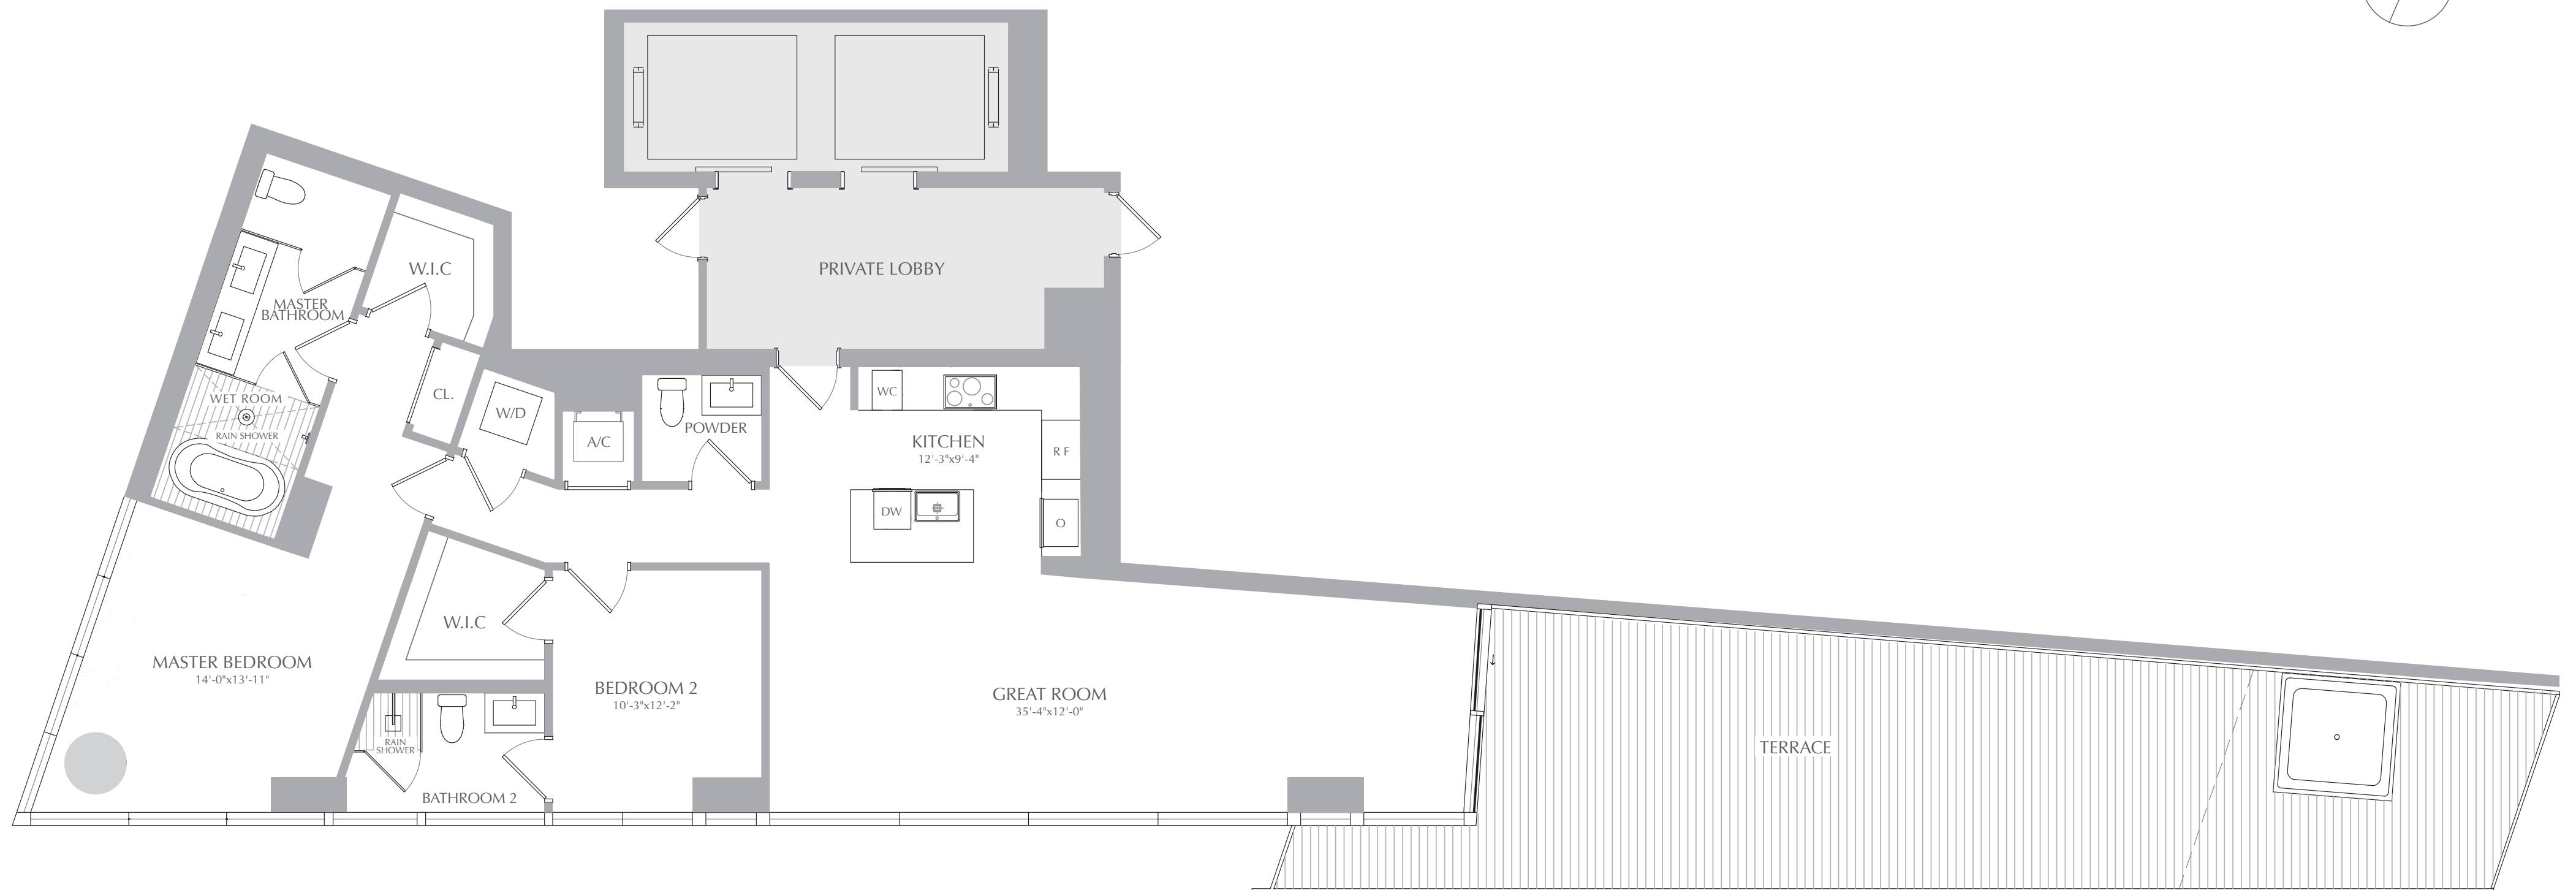 PRIVATE LOBBY
W.I.C
MASTER
BATHROOM
CL.
WET ROOM
RAIN SHOWER
W/D
A/C
POWDER
WC
KITCHEN
12'-3"x9'-4"
R F
DW
O
W.I.C
MASTER BEDROOM
14'-0"x13'-11"
BEDROOM 2
10'-3"x12'-2"
GREAT ROOM
35'-4"x12'-0"
TERRACE
RAIN
SHOWER
BATHROOM 2